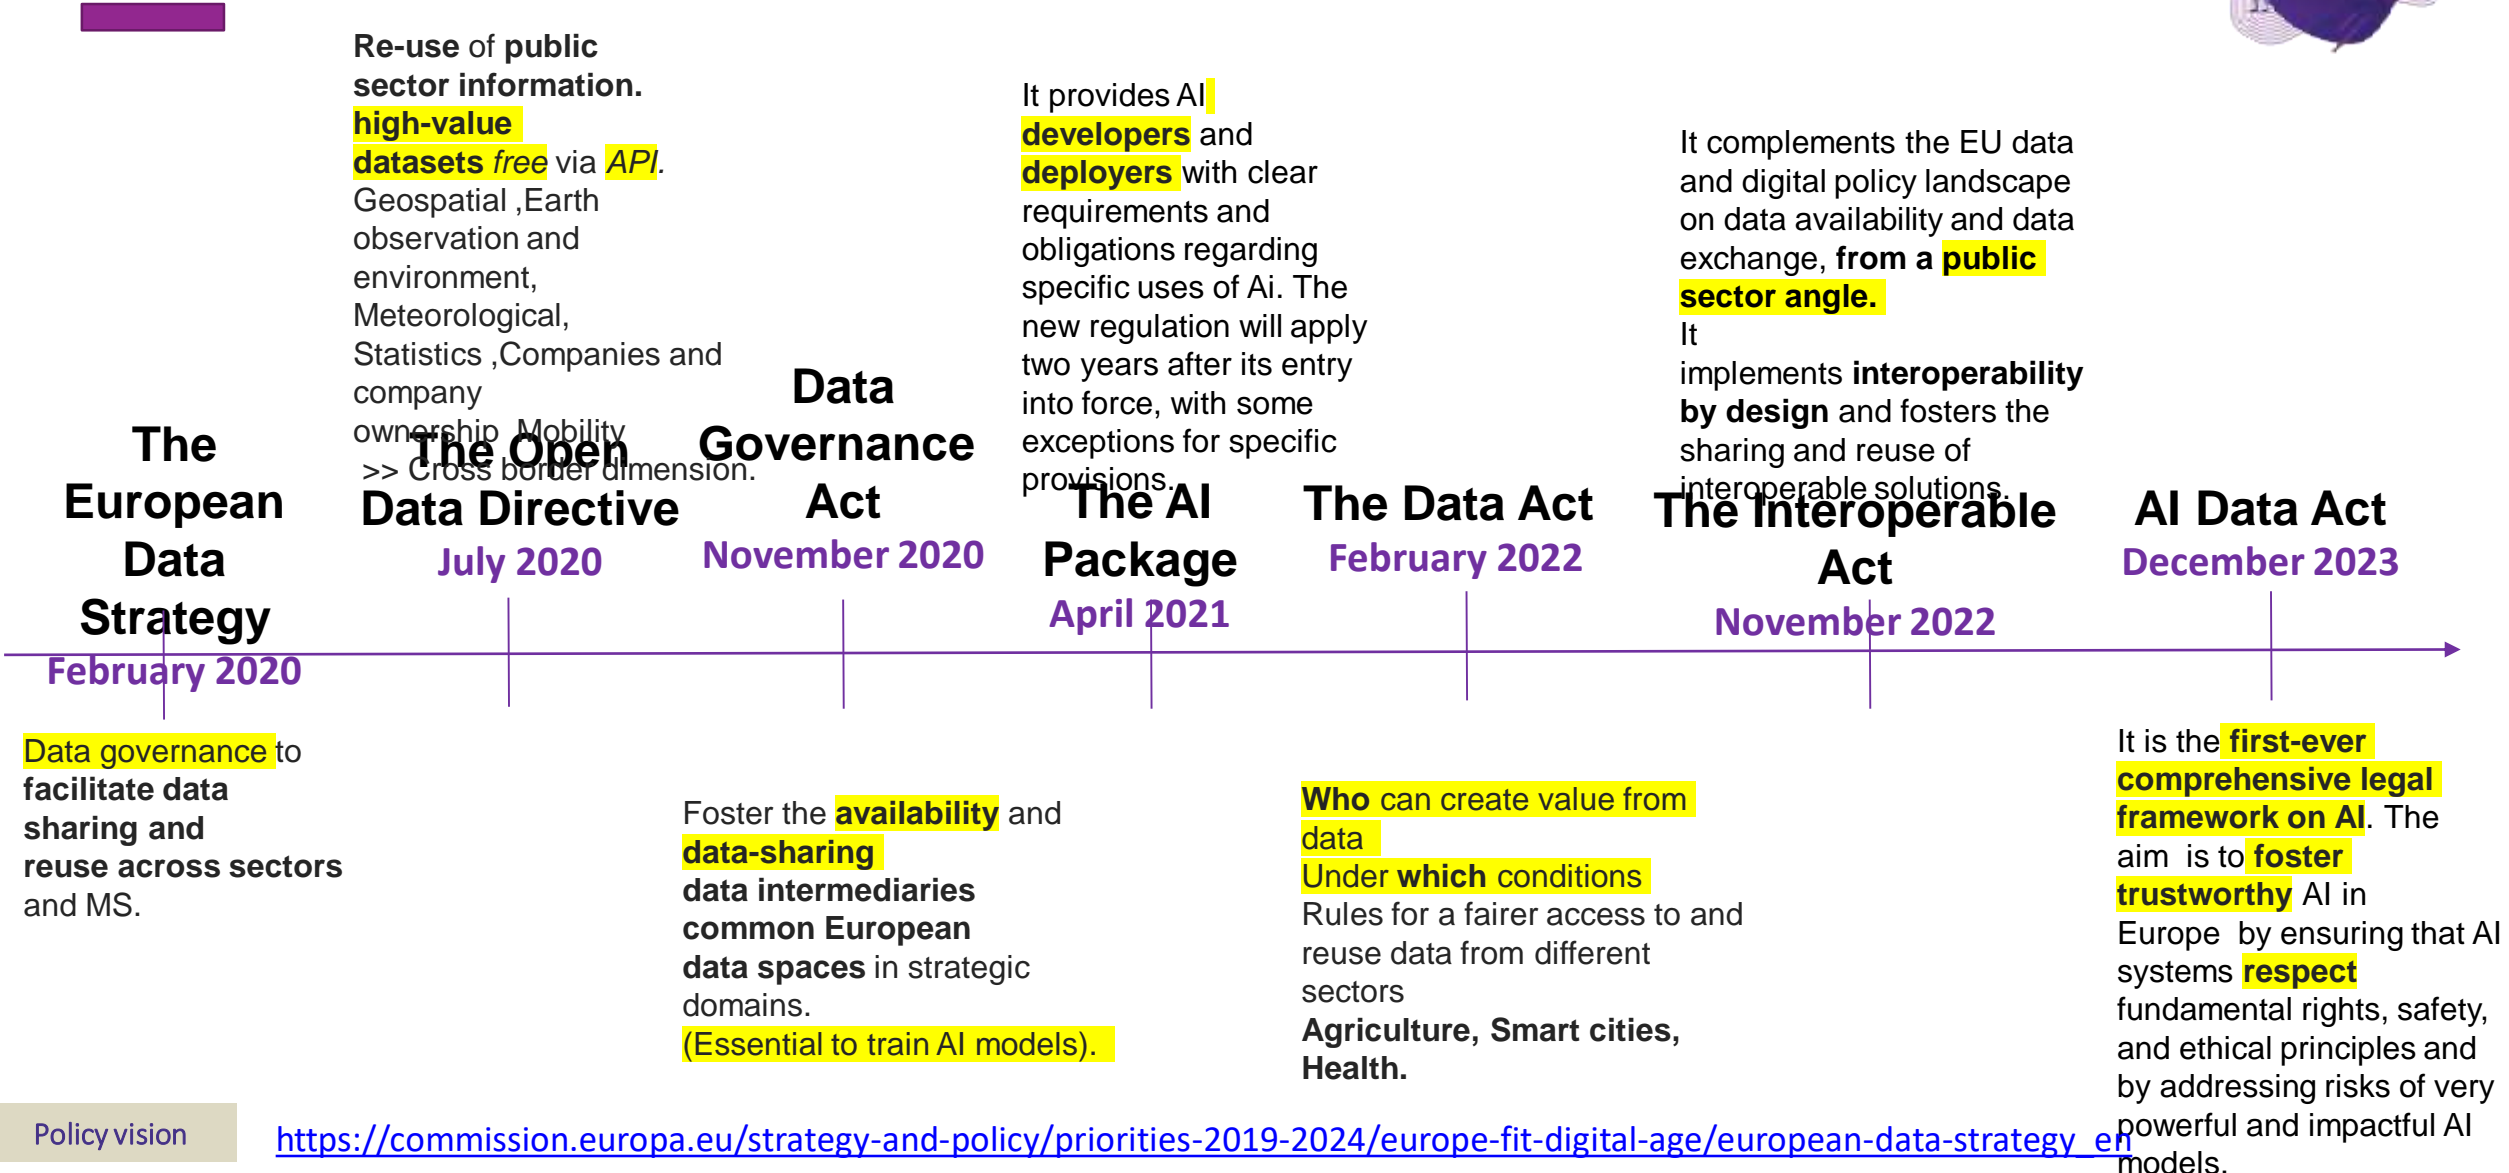 Re-use of public
sector information.
high-value
datasets free via API.
Geospatial ,Earth
observation and
environment,
Meteorological,
Statistics ,Companies and
company
ownership Mobility
>> Cross border dimension.
It provides AI
developers and
deployers with clear
requirements and
obligations regarding
specific uses of Ai. The
new regulation will apply
two years after its entry
into force, with some
exceptions for specific
provisions.
It complements the EU data
and digital policy landscape
on data availability and data
exchange, from a public
sector angle.
It
implements interoperability
by design and fosters the
sharing and reuse of
interoperable solutions.
The
European
Data
Strategy
February 2020
The Open
Data Directive
July 2020
Data
Governance
Act
November 2020
The AI
Package
April 2021
The Data Act
February 2022
The Interoperable
Act
November 2022
AI Data Act
December 2023
Data governance to
facilitate data
sharing and
reuse across sectors
and MS.
Foster the availability and
data-sharing
data intermediaries
common European
data spaces in strategic
domains.
(Essential to train AI models).
Who can create value from
data
Under which conditions
Rules for a fairer access to and
reuse data from different
sectors
Agriculture, Smart cities,
Health.
It is the first-ever
comprehensive legal
framework on AI. The
aim is to foster
trustworthy AI in
Europe by ensuring that AI
systems respect
fundamental rights, safety,
and ethical principles and
by addressing risks of very
powerful and impactful AI
models.
Policy vision
https://commission.europa.eu/strategy-and-policy/priorities-2019-2024/europe-fit-digital-age/european-data-strategy_en